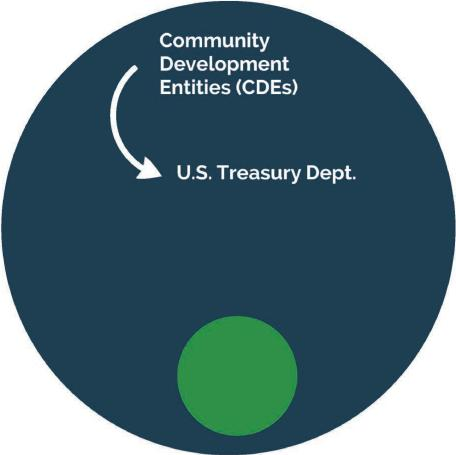 Community
Development
Entities (CDEs)
U.S. Treasury Dept.